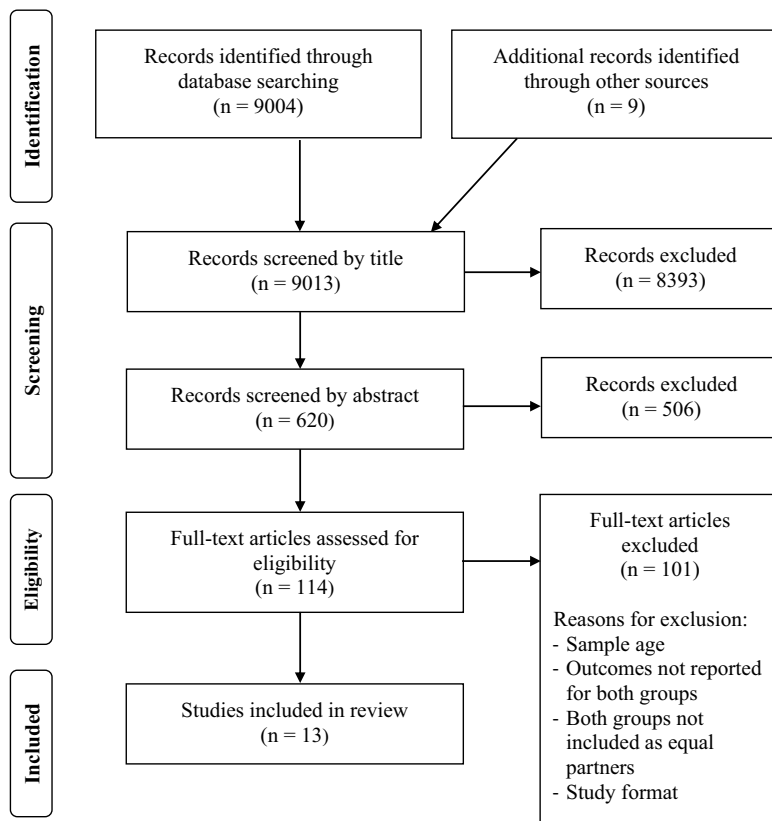 Identification
Records identified through
database searching
(n = 9004)
Additional records identified
through other sources
(n = 9)
Screening
Records screened by title
(n = 9013)
Records excluded
(n = 8393)
Records screened by abstract
(n = 620)
Records excluded
(n = 506)
Eligibility
Full-text articles assessed for
eligibility
(n = 114)
Full-text articles
excluded
(n = 101)
Reasons for exclusion:
- Sample age
- Outcomes not reported
for both groups
- Both groups not
included as equal
partners
- Study format
Included
Studies included in review
(n = 13)